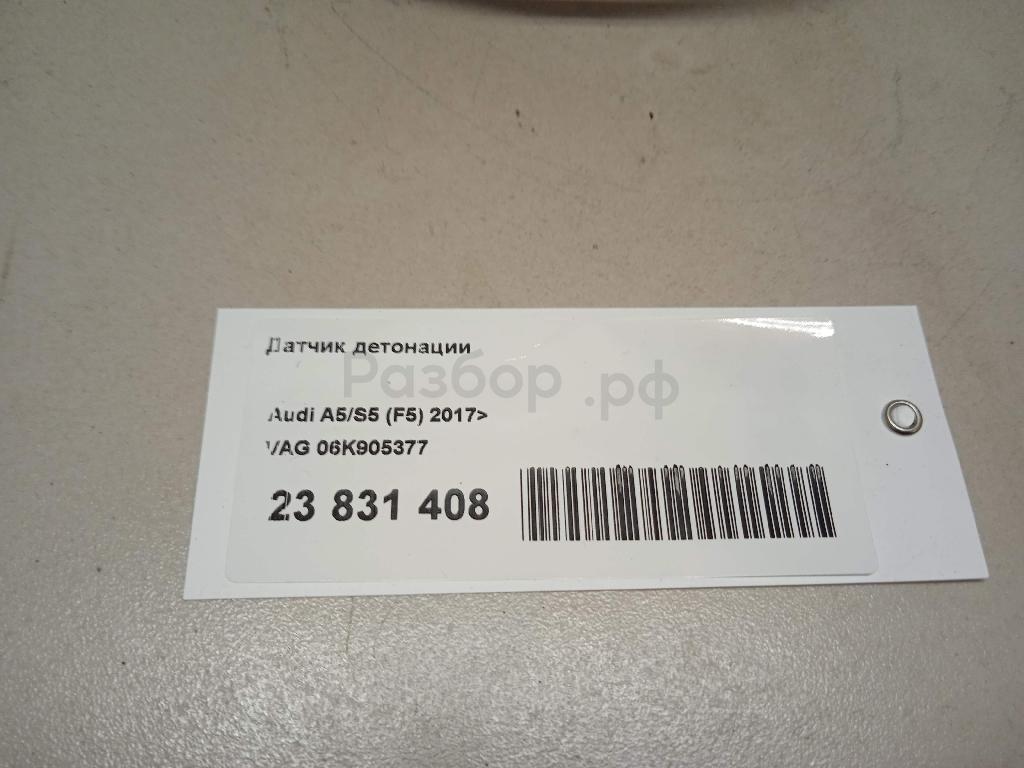 Датчик детонации
Разбор.рф
Audi A5/S5 (F5) 2017>
VAG 06K905377
23 831 408